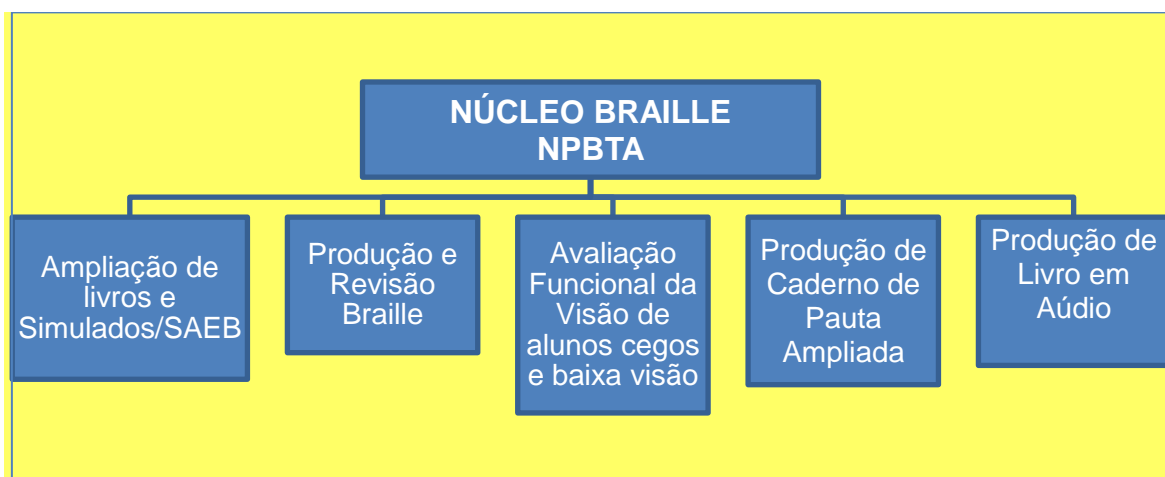 NÚCLEO BRAILLE
NPBTA
Ampliação de
livros e
Simulados/SAEB
Produção e
Revisão
Braille
Avaliação
Funcional da
Visão de
alunos cegos
e baixa visão
Produção de
Caderno de
Pauta
Ampliada
Produção de
Livro em
Aúdio